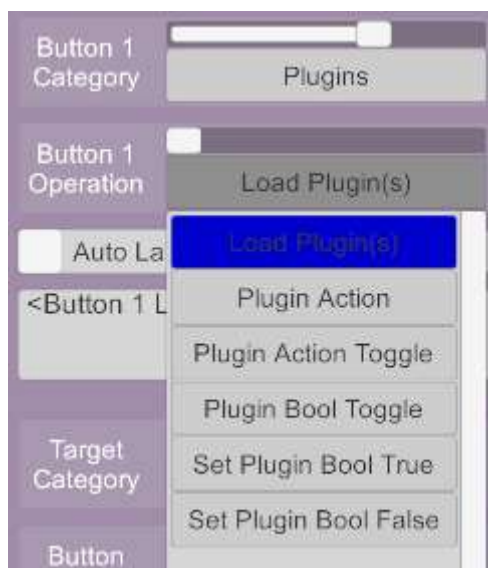 Button 1
Category
Plugins
Button 1
Operation
Load Plugin(s)
Auto La
Load Plugin(s)
<Button 1 L
Plugin Action
Plugin Action Toggle
Plugin Bool Toggle
Target
Category
Set Plugin Bool True
Set Plugin Bool False
Button